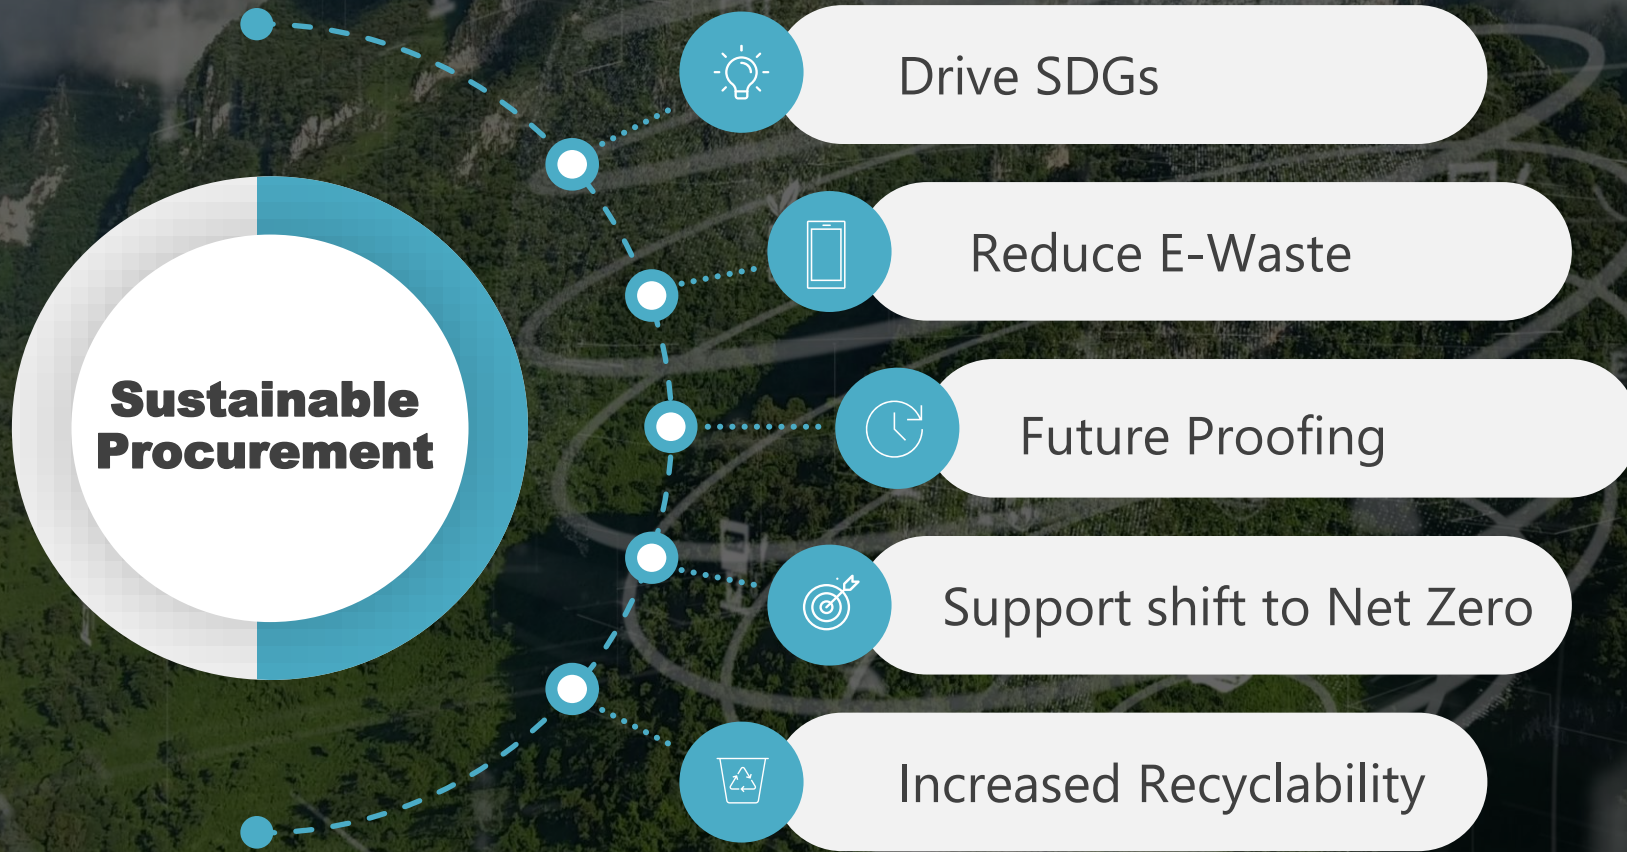 Sustainable
Procurement
Drive SDGs
Reduce E-Waste
Future Proofing
Support shift to Net Zero
Increased Recyclability